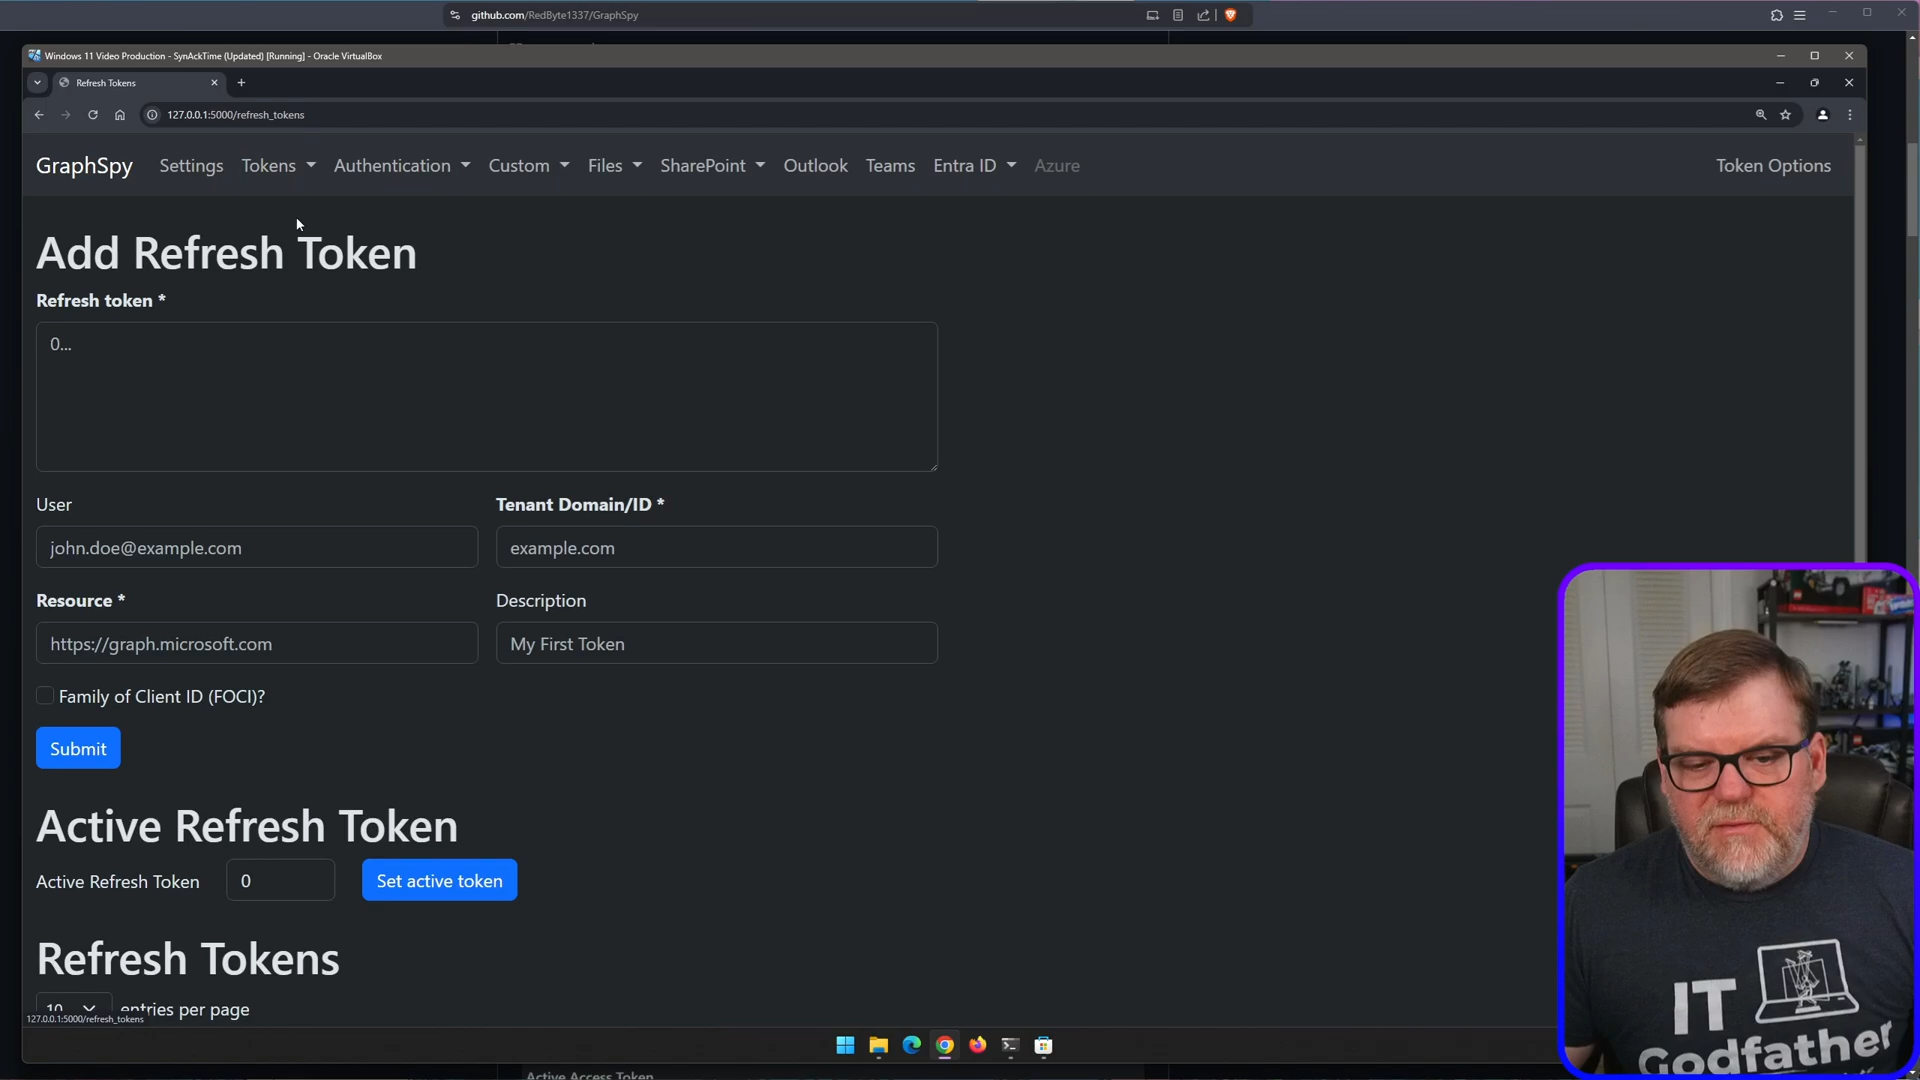 github.com/RedByte1337/GraphSpy
Windows 11 Video Production - SynAckTime (Updated) [Running] - Oracle VirtualBox
Refresh Tokens
127.0.0.1:5000/refresh_tokens
GraphSpy Settings Tokens Authentication Custom Files SharePoint Outlook Teams Entra ID Azure Token Options
Add Refresh Token
Refresh token *
0...
User Tenant Domain/ID *
john.doe@example.com example.com
Resource * Description
https://graph.microsoft.com My First Token
Family of Client ID (FOCI)?
Submit
Active Refresh Token
Active Refresh Token 0 Set active token
Refresh Tokens
10 entries per page
127.0.0.1:5000/refresh_tokens
Active Access Token
IT
Godfather